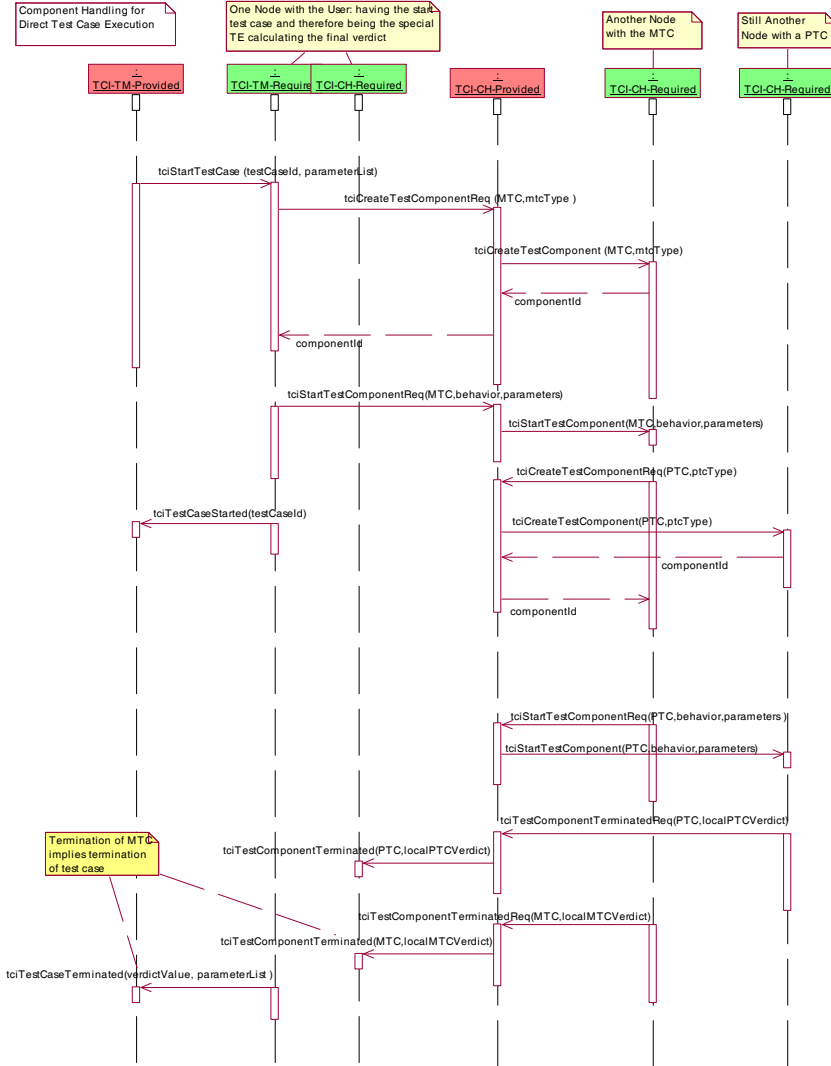 Component Handling for
Direct Test Case Execution
One Node with the User: having the start
test case and therefore being the special
TE calculating the final verdict
Another Node
with the MTC
Still Another
Node with a PTC
:
TCI-TM-Provided
:
TCI-TM-Require
:
TCI-CH-Required
:
TCI-CH-Provided
:
TCI-CH-Required
:
TCI-CH-Required
tciStartTestCase (testCaseId, parameterList)
tciCreateTestComponentReq (MTC,mtcType )
tciCreateTestComponent (MTC,mtcType)
componentId
componentId
tciStartTestComponentReq(MTC,behavior,parameters)
tciStartTestComponent(MTC,behavior,parameters)
tciCreateTestComponentReq(PTC,ptcType)
tciTestCaseStarted(testCaseId)
tciCreateTestComponent(PTC,ptcType)
componentId
componentId
tciStartTestComponentReq(PTC,behavior,parameters )
tciStartTestComponent(PTC,behavior,parameters)
tciTestComponentTerminatedReq(PTC,localPTCVerdict)
Termination of MTC
implies termination
of test case
tciTestComponentTerminated(PTC,localPTCVerdict)
tciTestComponentTerminatedReq(MTC,localMTCVerdict)
tciTestComponentTerminated(MTC,localMTCVerdict)
tciTestCaseTerminated(verdictValue, parameterList )